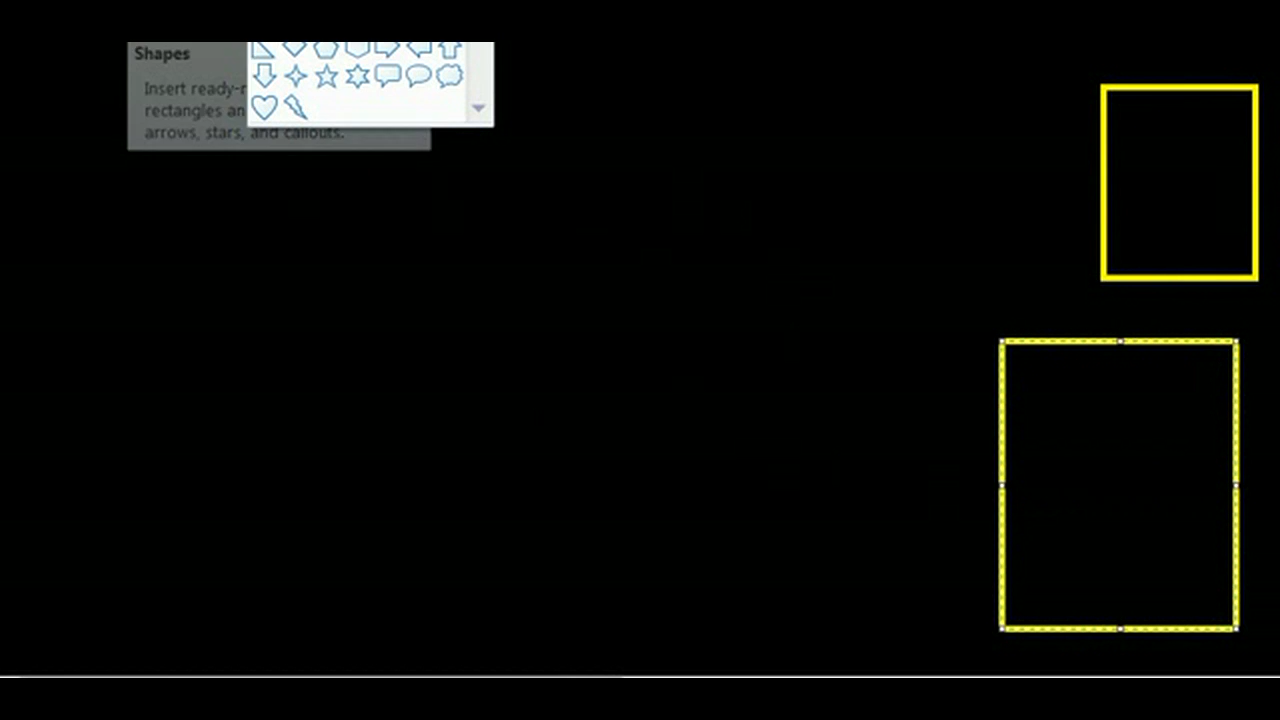 Shapes
Insert ready-
rectangles an
arrows, stars, and callouts.